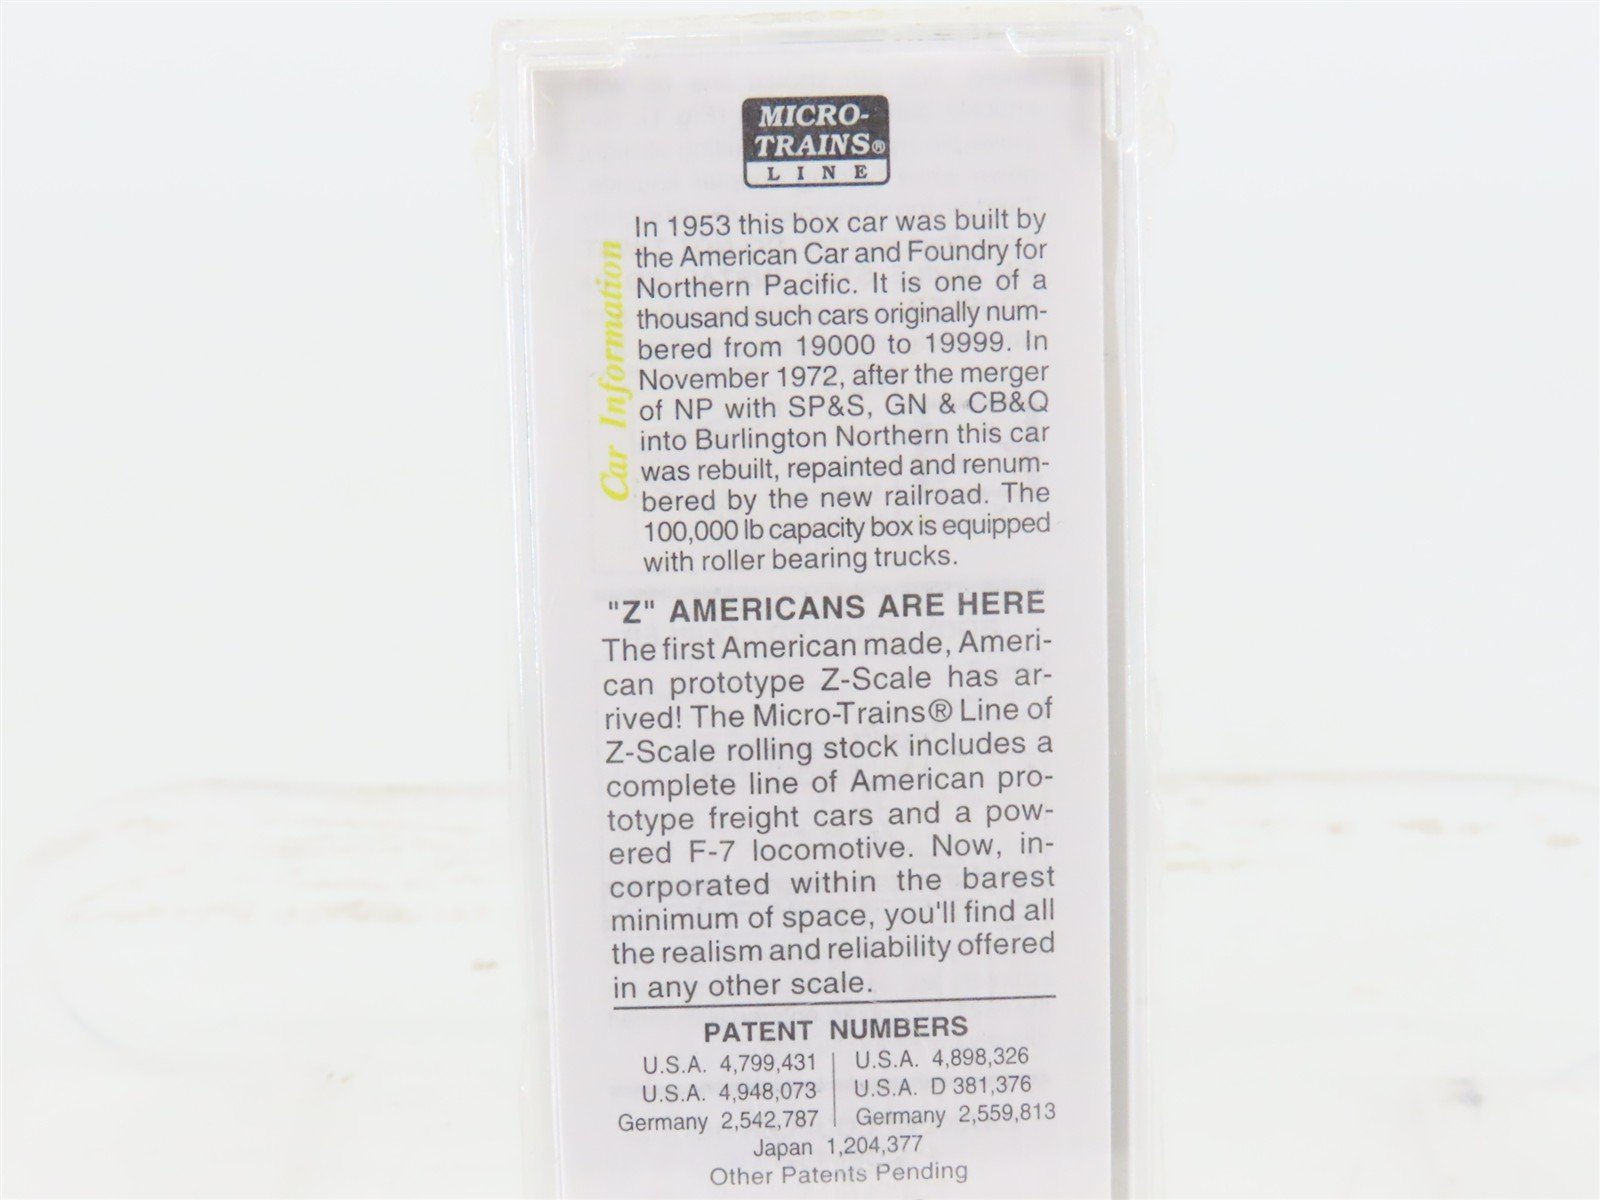 MICRO-
TRAINS®
LINE
Car Information
In 1953 this box car was built by
the American Car and Foundry for
Northern Pacific. It is one of a
thousand such cars originally num-
bered from 19000 to 19999. In
November 1972, after the merger
of NP with SP&S, GN & CB&Q
into Burlington Northern this car
was rebuilt, repainted and renum-
bered by the new railroad. The
100,000 lb capacity box is equipped
with roller bearing trucks.
"Z" AMERICANS ARE HERE
The first American made, Ameri-
can prototype Z-Scale has ar-
rived! The Micro-Trains® Line of
Z-Scale rolling stock includes a
complete line of American pro-
totype freight cars and a pow-
ered F-7 locomotive. Now, in-
corporated within the barest
minimum of space, you'll find all
the realism and reliability offered
in any other scale.
PATENT NUMBERS
U.S.A. 4,799,431 | U.S.A. 4,898,326
U.S.A. 4,948,073 | U.S.A. D 381,376
Germany 2,542,787 | Germany 2,559,813
Japan 1,204,377
Other Patents Pending